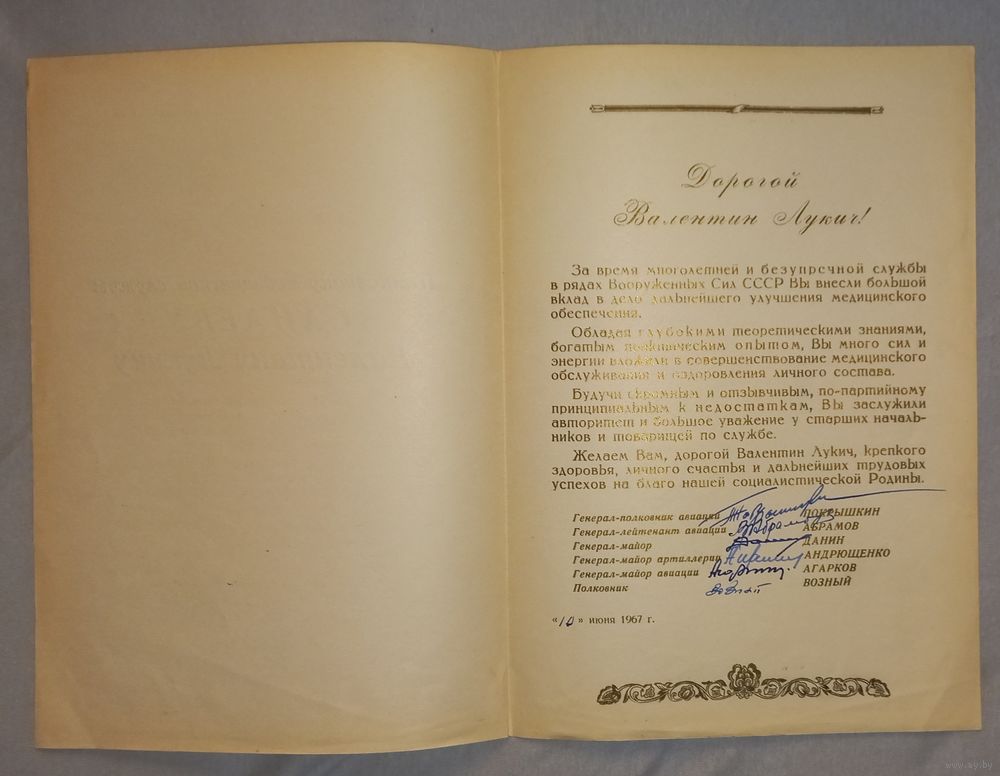 Дорогой
Валентин Лукич!
За время многолетней и безупречной службы
в рядах Вооруженных Сил СССР Вы внесли большой
вклад в дело дальнейшего улучшения медицинского
обеспечения.
Обладая глубокими теоретическими знаниями,
богатым практическим опытом, Вы много сил и
энергии вложили в совершенствование медицинского
обслуживания и оздоровления личного состава.
Будучи скромным и отзывчивым, по-партийному
принципиальным к недостаткам, Вы заслужили
авторитет и большое уважение у старших началь-
ников и товарищей по службе.
Желаем Вам, дорогой Валентин Лукич, крепкого
здоровья, личного счастья и дальнейших трудовых
успехов на благо нашей социалистической Родины.
Генерал-полковник авиации ПОКРЫШКИН
Генерал-лейтенант авиации АБРАМОВ
Генерал-майор ДАНИН
Генерал-майор артиллерии АНДРЮЩЕНКО
Генерал-майор авиации АГАРКОВ
Полковник ВОЗНЫЙ
«10» июня 1967 г.
www.ay.by